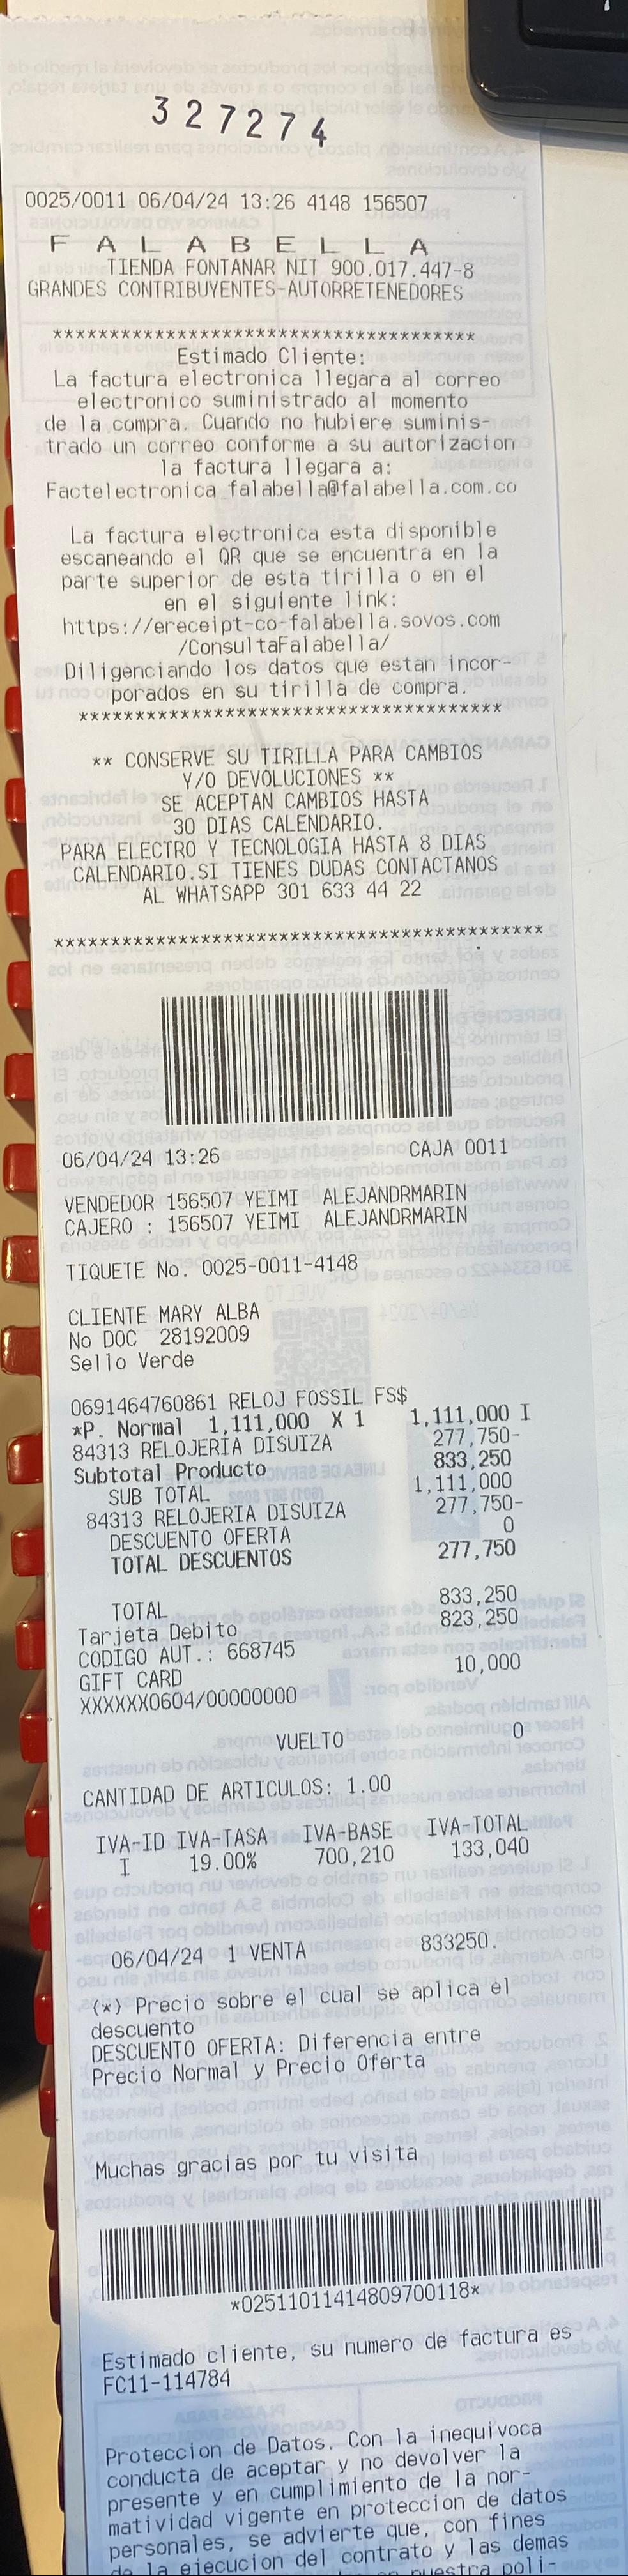 327274
0025/0011 06/04/24 13:26 4148 156507
F A L A B E L L A
TIENDA FONTANAR NIT 900.017.447-8
GRANDES CONTRIBUYENTES-AUTORRETENEDORES
*************************************
Estimado Cliente:
La factura electronica llegara al correo
electronico suministrado al momento
de la compra. Cuando no hubiere suminis-
trado un correo conforme a su autorizacion
la factura llegara a:
Factelectronica_falabella@falabella.com.co
La factura electronica esta disponible
escaneando el QR que se encuentra en la
parte superior de esta tirilla o en el
en el siguiente link:
https://ereceipt-co-falabella.sovos.com
/ConsultaFalabella/
Diligenciando los datos que estan incor-
porados en su tirilla de compra.
*************************************
** CONSERVE SU TIRILLA PARA CAMBIOS
Y/O DEVOLUCIONES **
SE ACEPTAN CAMBIOS HASTA
30 DIAS CALENDARIO.
PARA ELECTRO Y TECNOLOGIA HASTA 8 DIAS
CALENDARIO.SI TIENES DUDAS CONTACTANOS
AL WHATSAPP 301 633 44 22
*******************************************
06/04/24 13:26 CAJA 0011
VENDEDOR 156507 YEIMI ALEJANDRMARIN
CAJERO : 156507 YEIMI ALEJANDRMARIN
TIQUETE No. 0025-0011-4148
CLIENTE MARY ALBA
No DOC 28192009
Sello Verde
0691464760861 RELOJ FOSSIL FS$
*P. Normal 1,111,000 X 1 1,111,000 I
84313 RELOJERIA DISUIZA 277,750-
Subtotal Producto 833,250
SUB TOTAL 1,111,000
84313 RELOJERIA DISUIZA 277,750-
DESCUENTO OFERTA 0
TOTAL DESCUENTOS 277,750
TOTAL 833,250
Tarjeta Debito 823,250
CODIGO AUT.: 668745
GIFT CARD 10,000
XXXXXX0604/00000000
VUELTO 0
CANTIDAD DE ARTICULOS: 1.00
IVA-ID IVA-TASA IVA-BASE IVA-TOTAL
I 19.00% 700,210 133,040
06/04/24 1 VENTA 833250.
(*) Precio sobre el cual se aplica el
descuento
DESCUENTO OFERTA: Diferencia entre
Precio Normal y Precio Oferta
Muchas gracias por tu visita
*02511011414809700118*
Estimado cliente, su numero de factura es
FC11-114784
Proteccion de Datos. Con la inequivoca
conducta de aceptar y no devolver la
presente y en cumplimiento de la nor-
matividad vigente en proteccion de datos
personales, se advierte que, con fines
de la ejecucion del contrato y las demas
en nuestra poli-